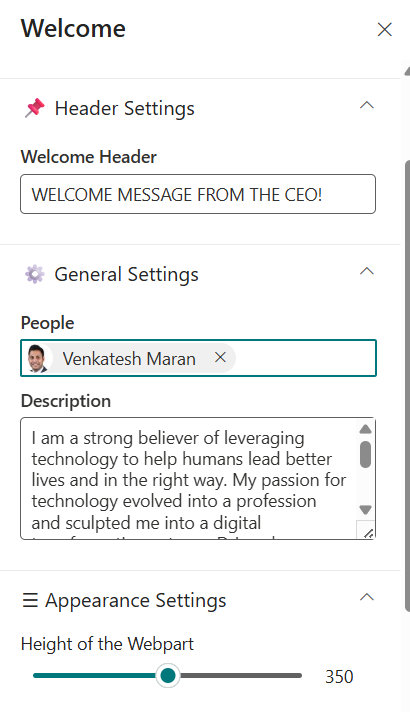 Welcome
Header Settings
Welcome Header
WELCOME MESSAGE FROM THE CEO!
General Settings
People
Venkatesh Maran
Description
I am a strong believer of leveraging
technology to help humans lead better
lives and in the right way. My passion for
technology evolved into a profession
and sculpted me into a digital
Appearance Settings
Height of the Webpart
350